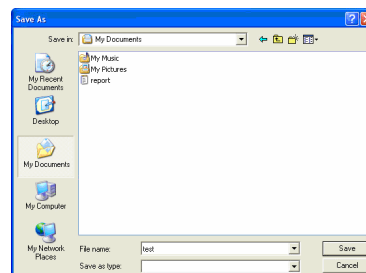 Save As
Save in:
My Documents
My Recent
Documents
Desktop
My Documents
My Computer
My Network
Places
My Music
My Pictures
report
File name:
test
Save
Save as type:
Cancel